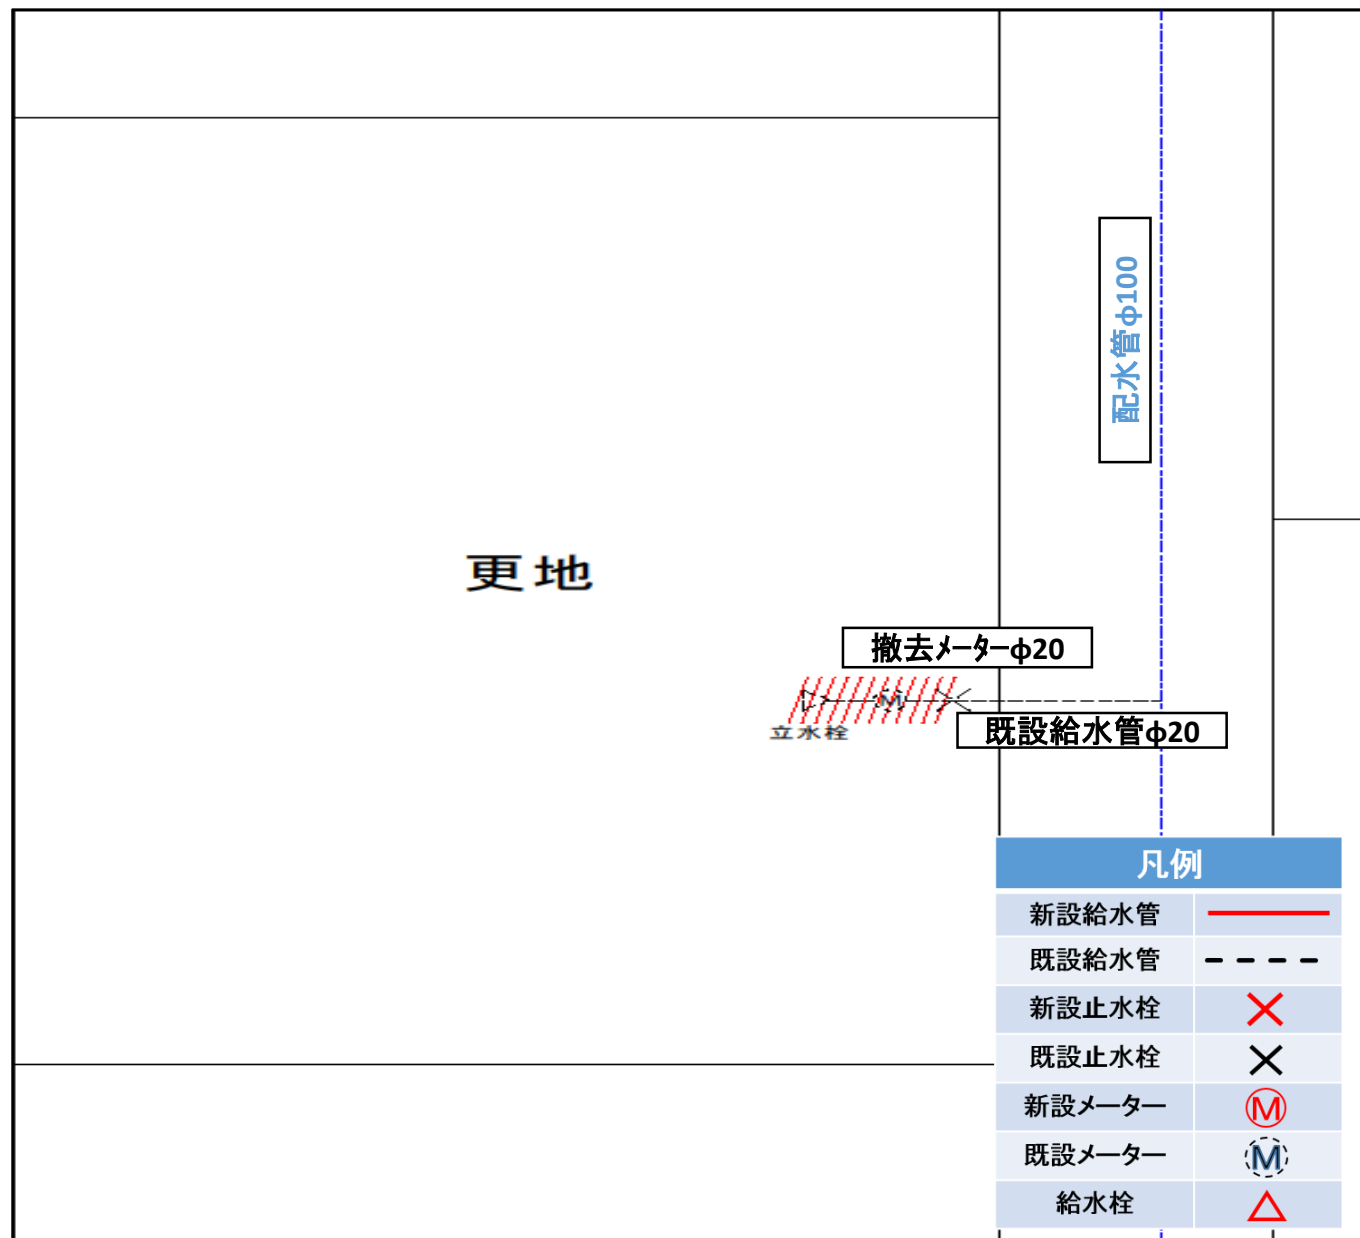 配水管φ100
更地
撤去メーターφ20
M
立水栓
既設給水管φ20
凡例
新設給水管
既設給水管
新設止水栓
既設止水栓
新設メーター
M
既設メーター
M
給水栓